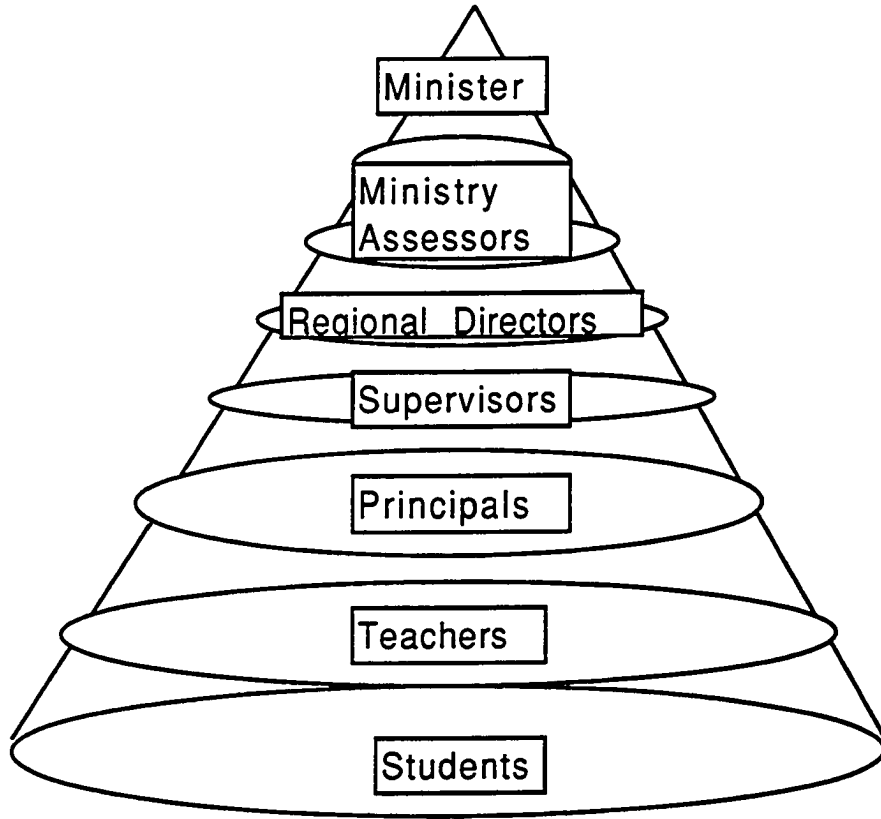 Minister
Ministry
Assessors
Regional Directors
Supervisors
Principals
Teachers
Students